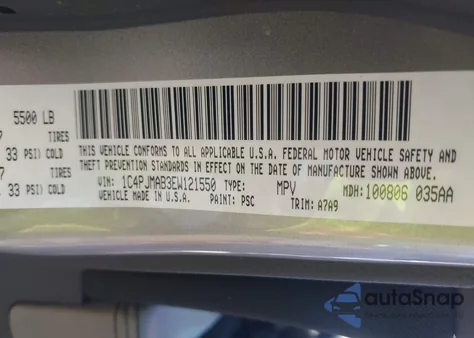 5500 LB
7 TIRES
33 PSI) COLD
7 TIRES
33 PSI) COLD
THIS VEHICLE CONFORMS TO ALL APPLICABLE U.S.A. FEDERAL MOTOR VEHICLE SAFETY AND
THEFT PREVENTION STANDARDS IN EFFECT ON THE DATE OF MANUFACTURE SHOWN ABOVE.
VIN: 1C4PJMAB3EW121550 TYPE: MPV MDH: 100806 035AA
VEHICLE MADE IN U.S.A. PAINT: PSC TRIM: A7A9
autoSnap